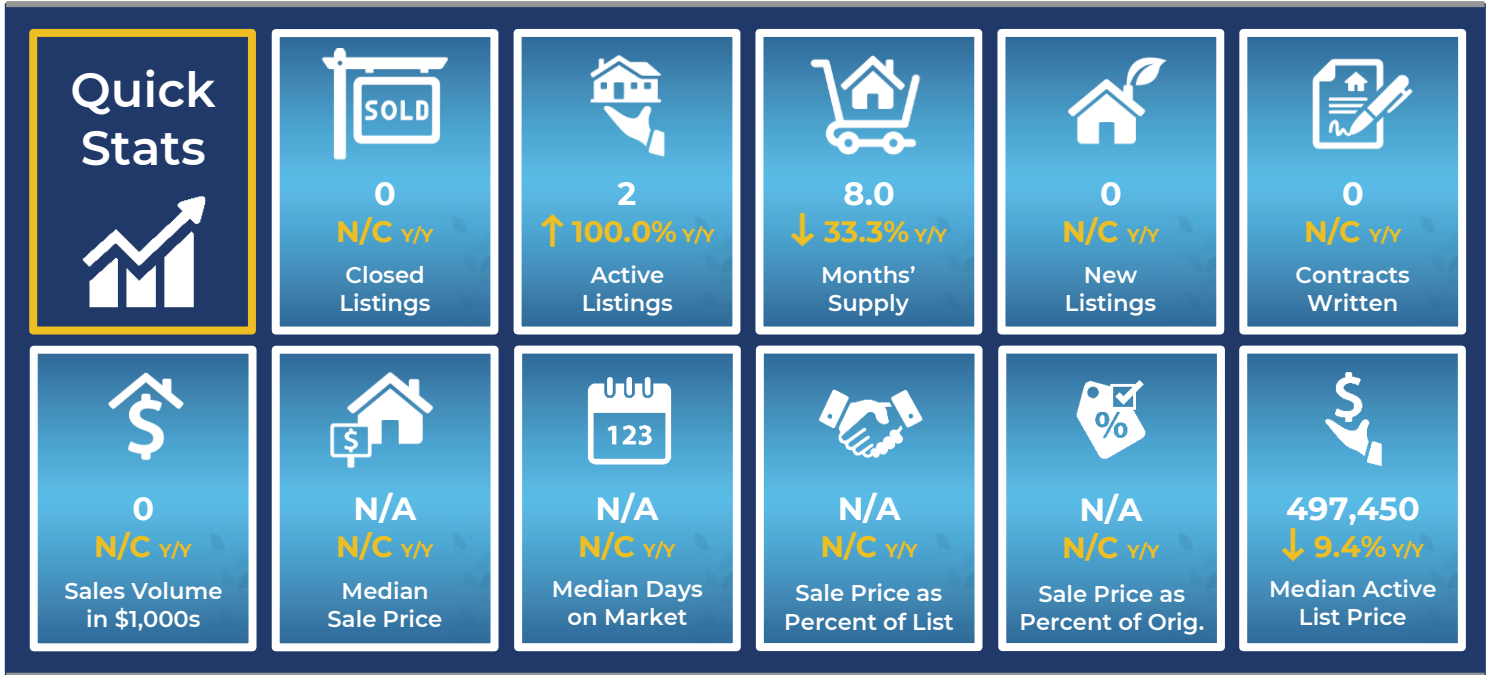 Quick
Stats
SOLD
0
N/C Y/Y
Closed
Listings
2
↑ 100.0% Y/Y
Active
Listings
8.0
↓ 33.3% Y/Y
Months’
Supply
0
N/C Y/Y
New
Listings
0
N/C Y/Y
Contracts
Written
$
0
N/C Y/Y
Sales Volume
in $1,000s
$
N/A
N/C Y/Y
Median
Sale Price
123
N/A
N/C Y/Y
Median Days
on Market
N/A
N/C Y/Y
Sale Price as
Percent of List
%
N/A
N/C Y/Y
Sale Price as
Percent of Orig.
$
497,450
↓ 9.4% Y/Y
Median Active
List Price